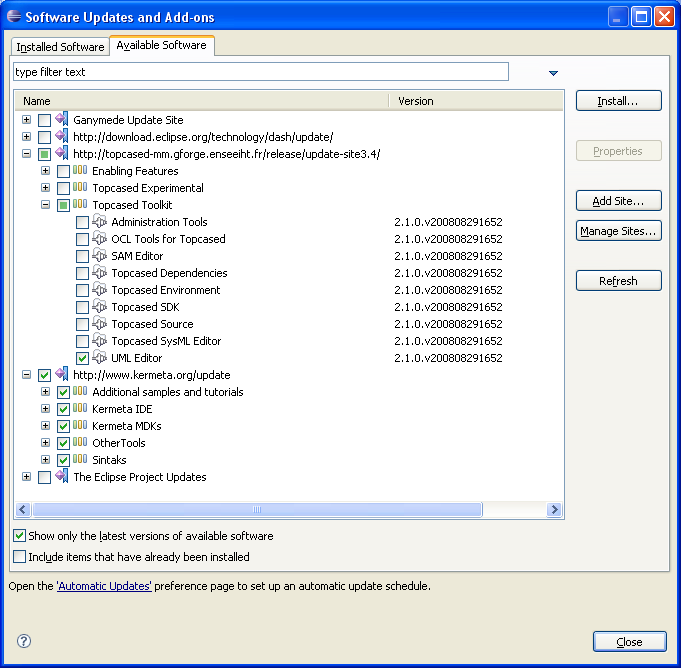 Software Updates and Add-ons
Installed Software Available Software
type filter text
Name Version
Install...
Ganymede Update Site
http://download.eclipse.org/technology/dash/update/
http://topcased-mm.gforge.enseeiht.fr/release/update-site3.4/
Properties
Enabling Features
Topcased Experimental
Topcased Toolkit
Add Site...
Administration Tools 2.1.0.v200808291652
OCL Tools for Topcased 2.1.0.v200808291652
Manage Sites...
SAM Editor 2.1.0.v200808291652
Topcased Dependencies 2.1.0.v200808291652
Refresh
Topcased Environment 2.1.0.v200808291652
Topcased SDK 2.1.0.v200808291652
Topcased Source 2.1.0.v200808291652
Topcased SysML Editor 2.1.0.v200808291652
UML Editor 2.1.0.v200808291652
http://www.kermeta.org/update
Additional samples and tutorials
Kermeta IDE
Kermeta MDKs
OtherTools
Sintaks
The Eclipse Project Updates
Show only the latest versions of available software
Include items that have already been installed
Open the 'Automatic Updates' preference page to set up an automatic update schedule.
?
Close